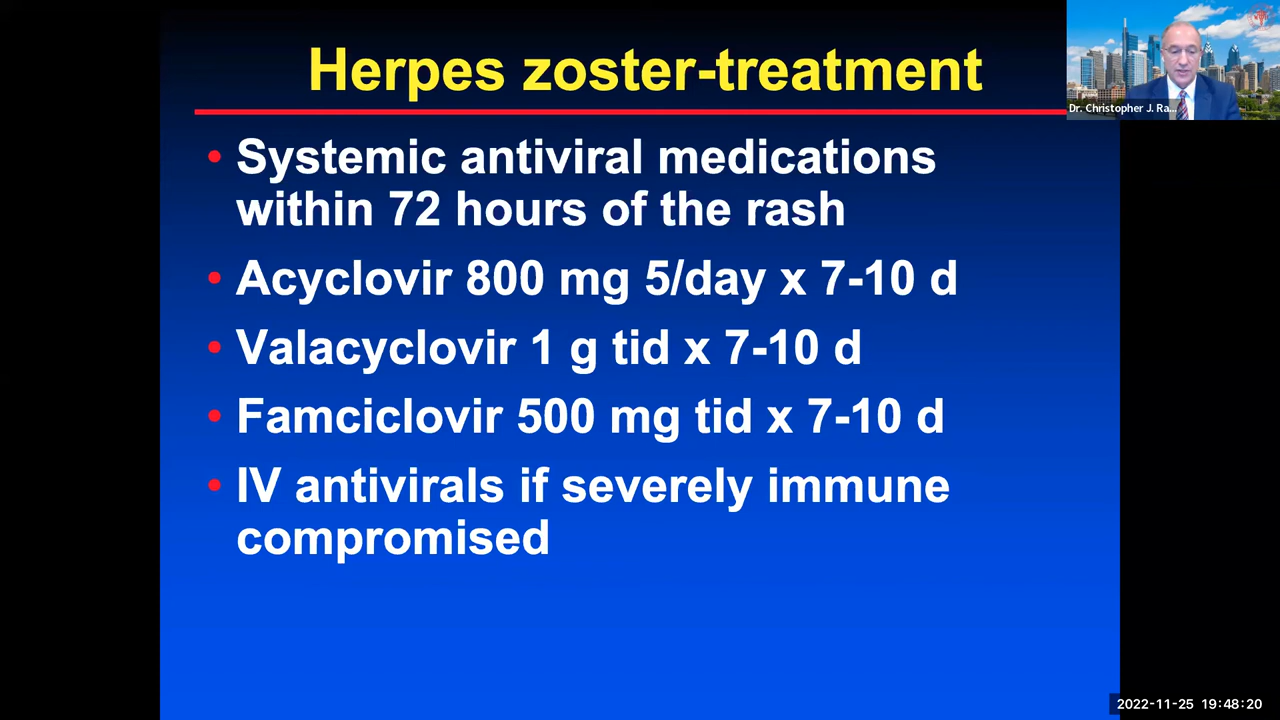 Herpes zoster-treatment
Dr. Christopher J. Ra...
• Systemic antiviral medications
within 72 hours of the rash
• Acyclovir 800 mg 5/day x 7-10 d
• Valacyclovir 1 g tid x 7-10 d
• Famciclovir 500 mg tid x 7-10 d
• IV antivirals if severely immune
compromised
2022-11-25 19:48:20